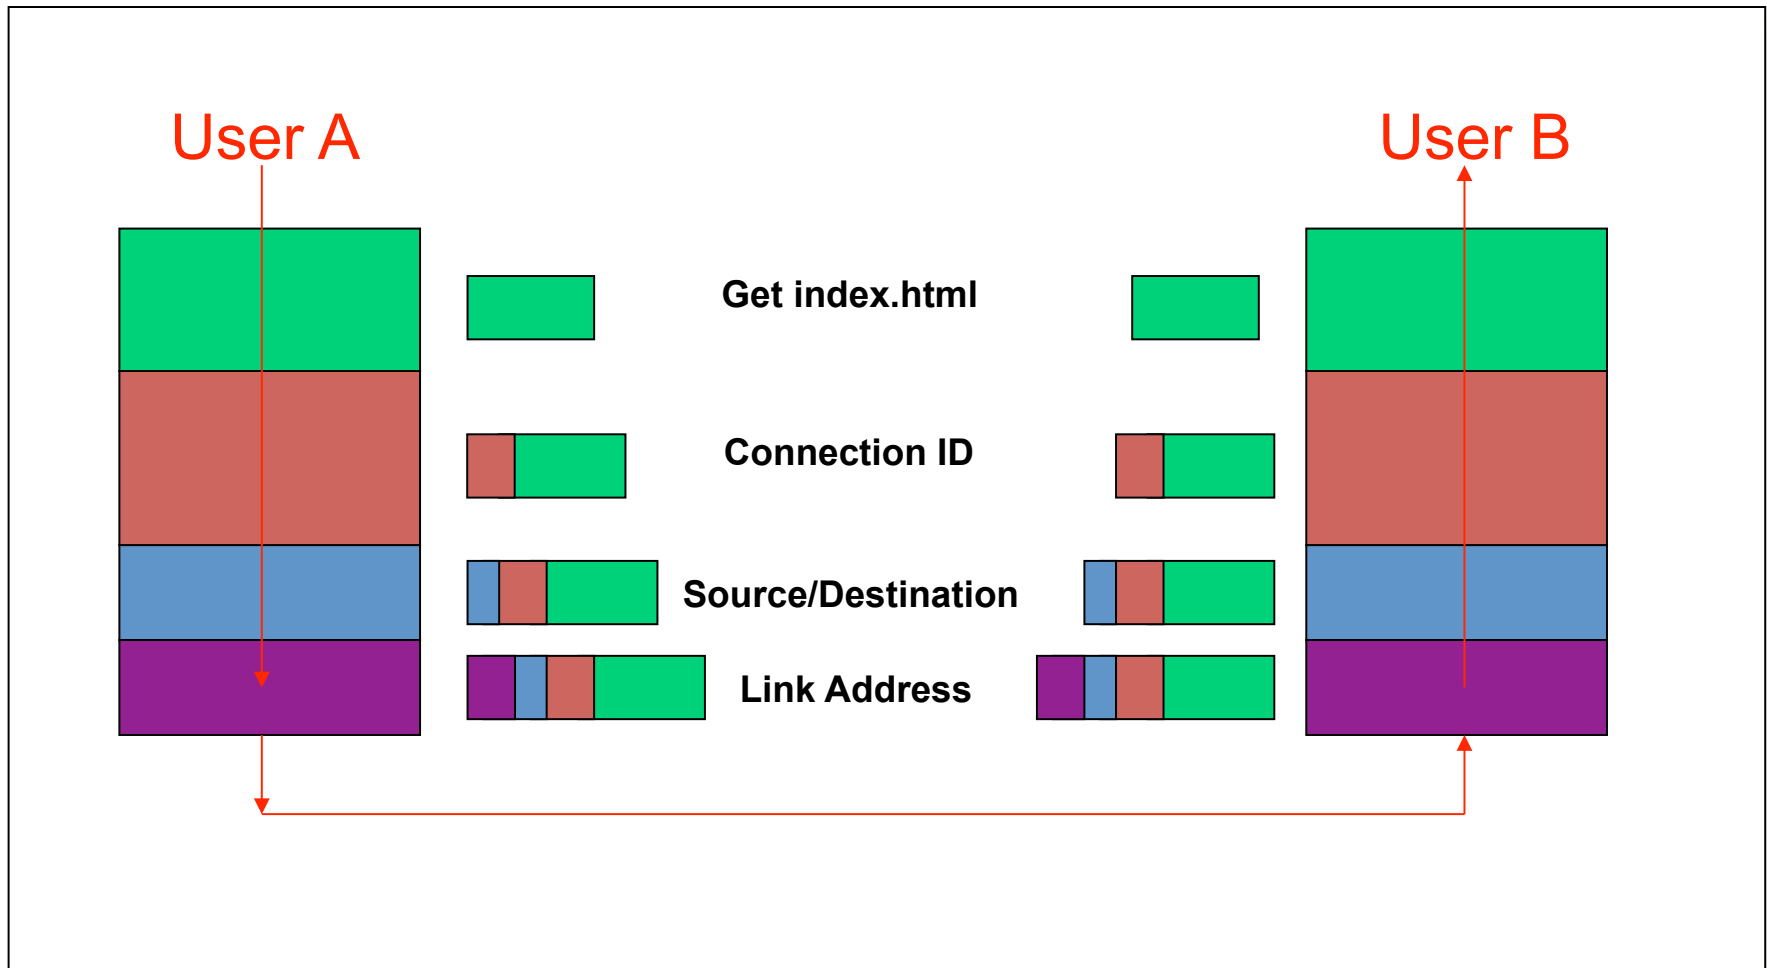 User A
User B
Get index.html
Connection ID
Source/Destination
Link Address